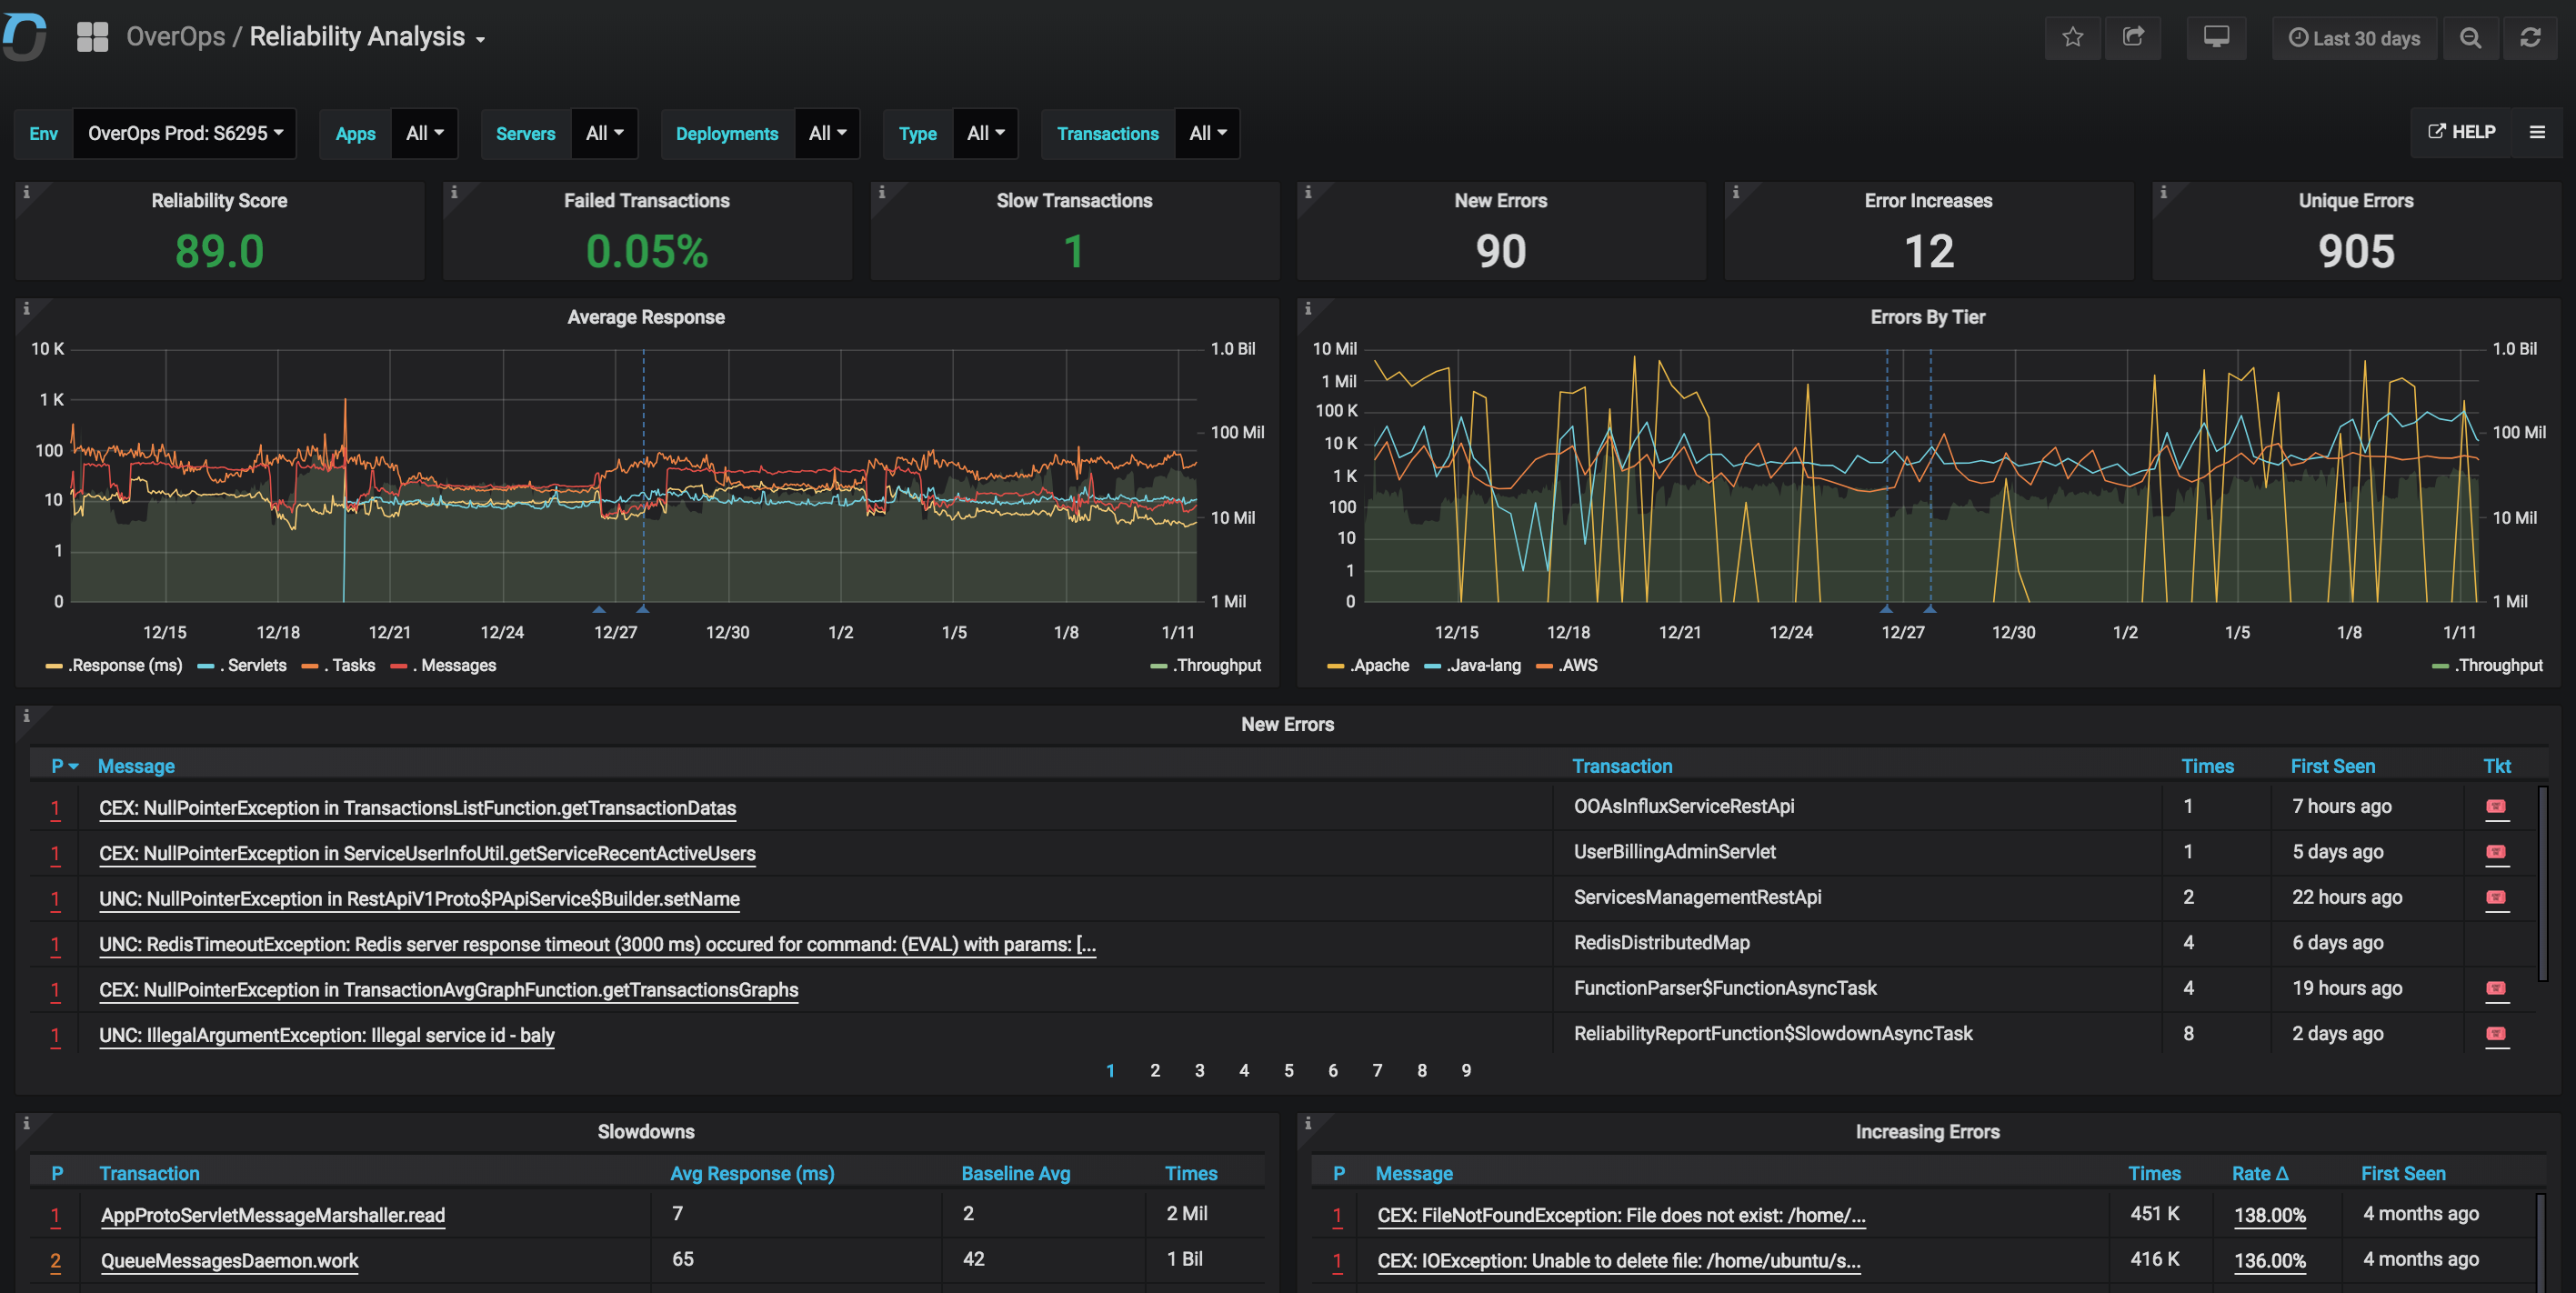 OverOps / Reliability Analysis
Last 30 days
Env OverOps Prod: S6295 Apps All Servers All Deployments All Type All Transactions All HELP
Reliability Score
89.0
Failed Transactions
0.05%
Slow Transactions
1
New Errors
90
Error Increases
12
Unique Errors
905
Average Response
10 K
1 K
100
10
1
0
1.0 Bil
100 Mil
10 Mil
1 Mil
12/15 12/18 12/21 12/24 12/27 12/30 1/2 1/5 1/8 1/11
.Response (ms) . Servlets . Tasks . Messages .Throughput
Errors By Tier
10 Mil
1 Mil
100 K
10 K
1 K
100
10
1
0
1.0 Bil
100 Mil
10 Mil
1 Mil
12/15 12/18 12/21 12/24 12/27 12/30 1/2 1/5 1/8 1/11
.Apache .Java-lang .AWS .Throughput
New Errors
P Message Transaction Times First Seen Tkt
1 CEX: NullPointerException in TransactionsListFunction.getTransactionDatas OOAsInfluxServiceRestApi 1 7 hours ago
1 CEX: NullPointerException in ServiceUserInfoUtil.getServiceRecentActiveUsers UserBillingAdminServlet 1 5 days ago
1 UNC: NullPointerException in RestApiV1Proto$PApiService$Builder.setName ServicesManagementRestApi 2 22 hours ago
1 UNC: RedisTimeoutException: Redis server response timeout (3000 ms) occured for command: (EVAL) with params: [... RedisDistributedMap 4 6 days ago
1 CEX: NullPointerException in TransactionAvgGraphFunction.getTransactionsGraphs FunctionParser$FunctionAsyncTask 4 19 hours ago
1 UNC: IllegalArgumentException: Illegal service id - baly ReliabilityReportFunction$SlowdownAsyncTask 8 2 days ago
1 2 3 4 5 6 7 8 9
Slowdowns
P Transaction Avg Response (ms) Baseline Avg Times
1 AppProtoServletMessageMarshaller.read 7 2 2 Mil
2 QueueMessagesDaemon.work 65 42 1 Bil
Increasing Errors
P Message Times Rate Δ First Seen
1 CEX: FileNotFoundException: File does not exist: /home/... 451 K 138.00% 4 months ago
1 CEX: IOException: Unable to delete file: /home/ubuntu/s... 416 K 136.00% 4 months ago